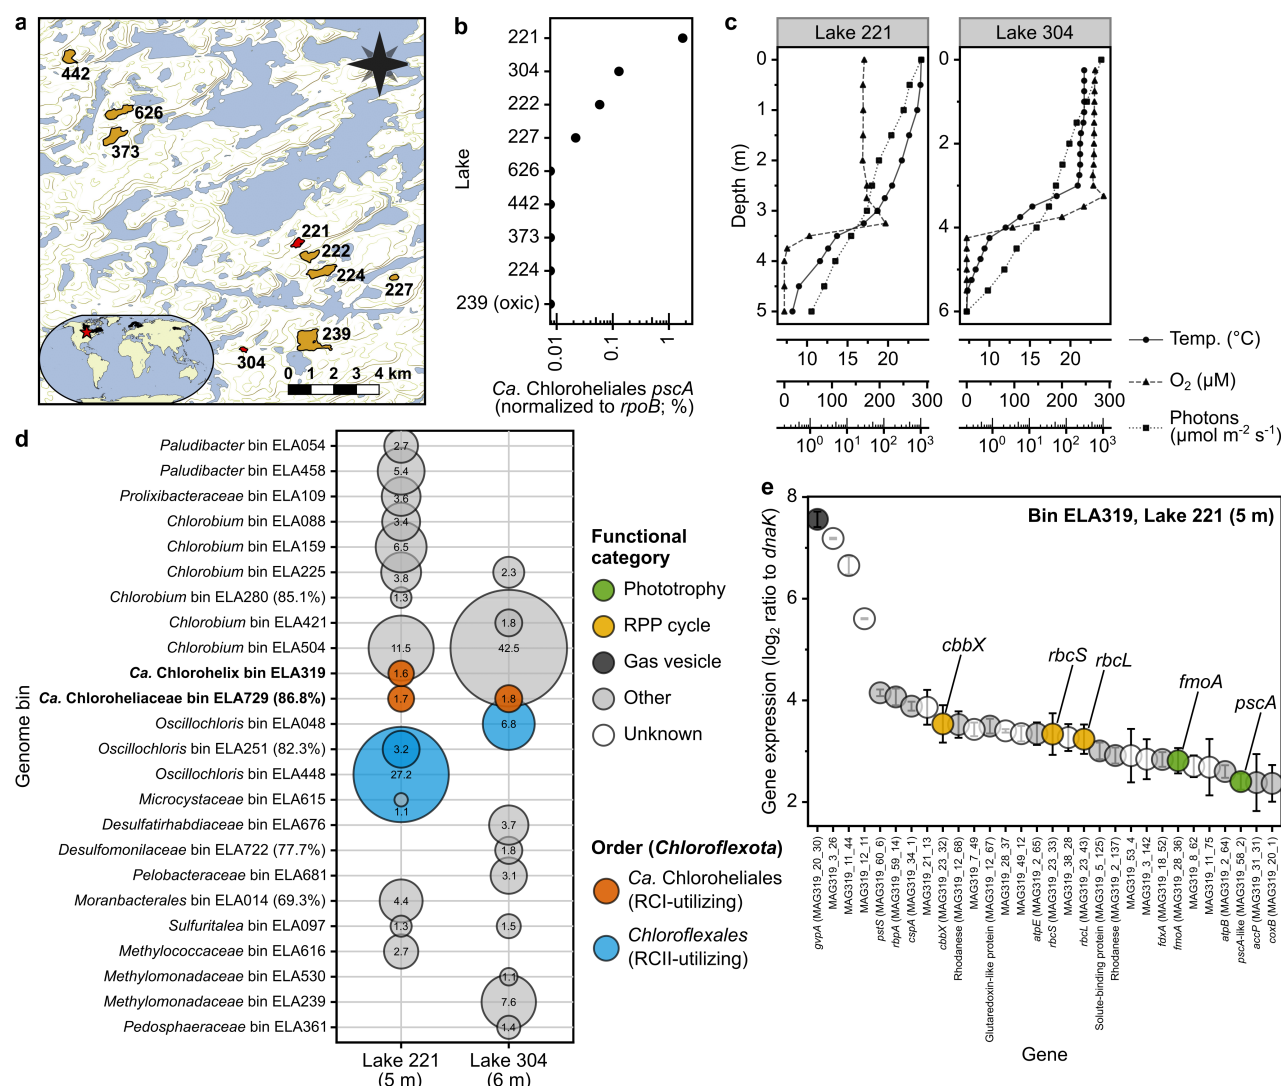 a
442
626
373
221
222
224
227
239
304
0 1 2 3 4 km
b
Lake
221
304
222
227
626
442
373
224
239 (oxic)
0.01 0.1 1
Ca. Chloroheliales pscA
(normalized to rpoB; %)
c
Lake 221
Lake 304
Depth (m)
0
1
2
3
4
5
0
2
4
6
10 15 20
10 15 20
0 100 200 300
0 100 200 300
10⁰ 10¹ 10² 10³
10⁰ 10¹ 10² 10³
Temp. (°C)
O₂ (µM)
Photons
(µmol m⁻² s⁻¹)
d
Genome bin
Paludibacter bin ELA054 2.7
Paludibacter bin ELA458 5.4
Prolixibacteraceae bin ELA109 3.6
Chlorobium bin ELA088 3.4
Chlorobium bin ELA159 6.5
Chlorobium bin ELA225 3.8 2.3
Chlorobium bin ELA280 (85.1%) 1.3
Chlorobium bin ELA421 1.8
Chlorobium bin ELA504 11.5 42.5
Ca. Chlorohelix bin ELA319 1.6
Ca. Chloroheliaceae bin ELA729 (86.8%) 1.7 1.8
Oscillochloris bin ELA048 6.8
Oscillochloris bin ELA251 (82.3%) 3.2
Oscillochloris bin ELA448 27.2
Microcystaceae bin ELA615 1.1
Desulfatirhabdiaceae bin ELA676 3.7
Desulfomonilaceae bin ELA722 (77.7%) 1.8
Pelobacteraceae bin ELA681 3.1
Moranbacterales bin ELA014 (69.3%) 4.4
Sulfuritalea bin ELA097 1.3 1.5
Methylococcaceae bin ELA616 2.7
Methylomonadaceae bin ELA530 1.1
Methylomonadaceae bin ELA239 7.6
Pedosphaeraceae bin ELA361 1.4
Lake 221
(5 m)
Lake 304
(6 m)
Functional
category
Phototrophy
RPP cycle
Gas vesicle
Other
Unknown
Order (Chloroflexota)
Ca. Chloroheliales
(RCI-utilizing)
Chloroflexales
(RCII-utilizing)
e
Bin ELA319, Lake 221 (5 m)
Gene expression (log₂ ratio to dnaK)
8
6
4
2
cbbX
rbcS
rbcL
fmoA
pscA
gvpA (MAG319_20_30)
MAG319_3_26
MAG319_11_44
MAG319_12_11
pstS (MAG319_60_6)
rbpA (MAG319_59_14)
cspA (MAG319_34_1)
MAG319_21_13
cbbX (MAG319_23_32)
Rhodanese (MAG319_12_68)
MAG319_7_49
Glutaredoxin-like protein (MAG319_12_67)
MAG319_28_37
MAG319_49_12
atpE (MAG319_2_65)
rbcS (MAG319_23_33)
MAG319_38_28
rbcL (MAG319_23_43)
Solute-binding protein (MAG319_5_125)
Rhodanese (MAG319_2_137)
MAG319_53_4
MAG319_3_142
fdxA (MAG319_18_52)
fmoA (MAG319_28_36)
MAG319_8_62
MAG319_11_75
atpB (MAG319_2_64)
pscA-like (MAG319_58_2)
accP (MAG319_31_31)
coxB (MAG319_20_1)
Gene